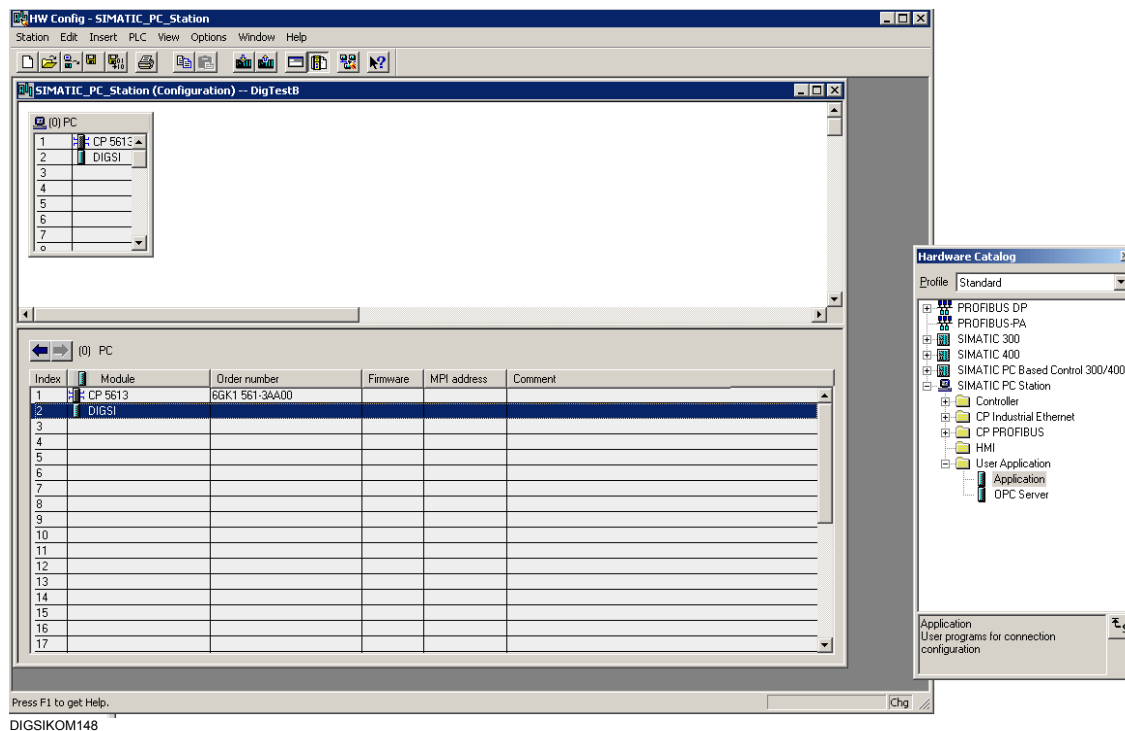 HW Config - SIMATIC_PC_Station
Station Edit Insert PLC View Options Window Help
SIMATIC_PC_Station (Configuration) -- DigTestB
(0) PC
1 CP 5613
2 DIGSI
3
4
5
6
7
(0) PC
Index Module Order number Firmware MPI address Comment
1 CP 5613 6GK1 561-3AA00
2 DIGSI
3
4
5
6
7
8
9
10
11
12
13
14
15
16
17
Hardware Catalog
Profile Standard
PROFIBUS DP
PROFIBUS-PA
SIMATIC 300
SIMATIC 400
SIMATIC PC Based Control 300/400
SIMATIC PC Station
Controller
CP Industrial Ethernet
CP PROFIBUS
HMI
User Application
Application
OPC Server
Application
User programs for connection
configuration
Press F1 to get Help.
Chg
DIGSIKOM148